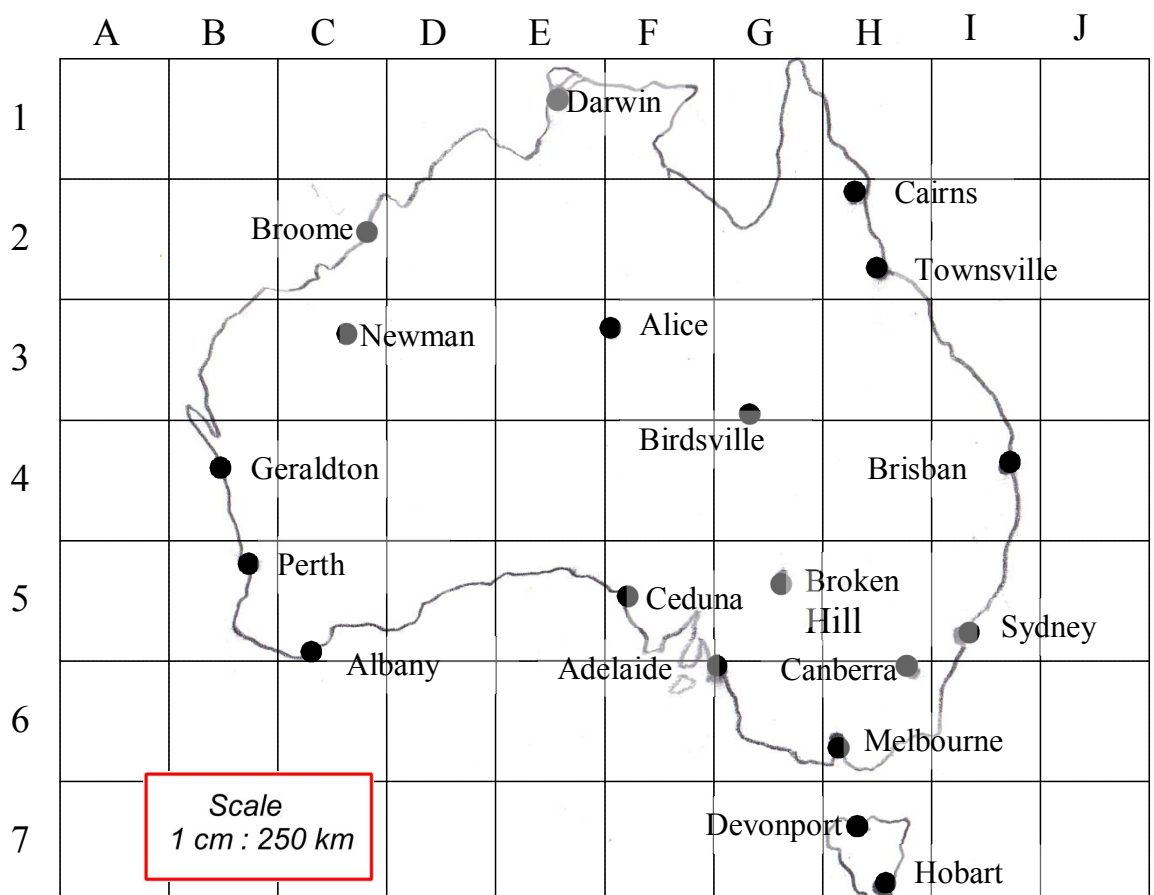 A B C D E F G H I J
1
Darwin
Cairns
2
Broome
Townsville
3
Newman
Alice
Birdsville
4
Geraldton
Brisban
Perth
5
Broken
Hill
Ceduna
Sydney
Albany
Adelaide
Canberra
6
Melbourne
Scale
1 cm : 250 km
7
Devonport
Hobart